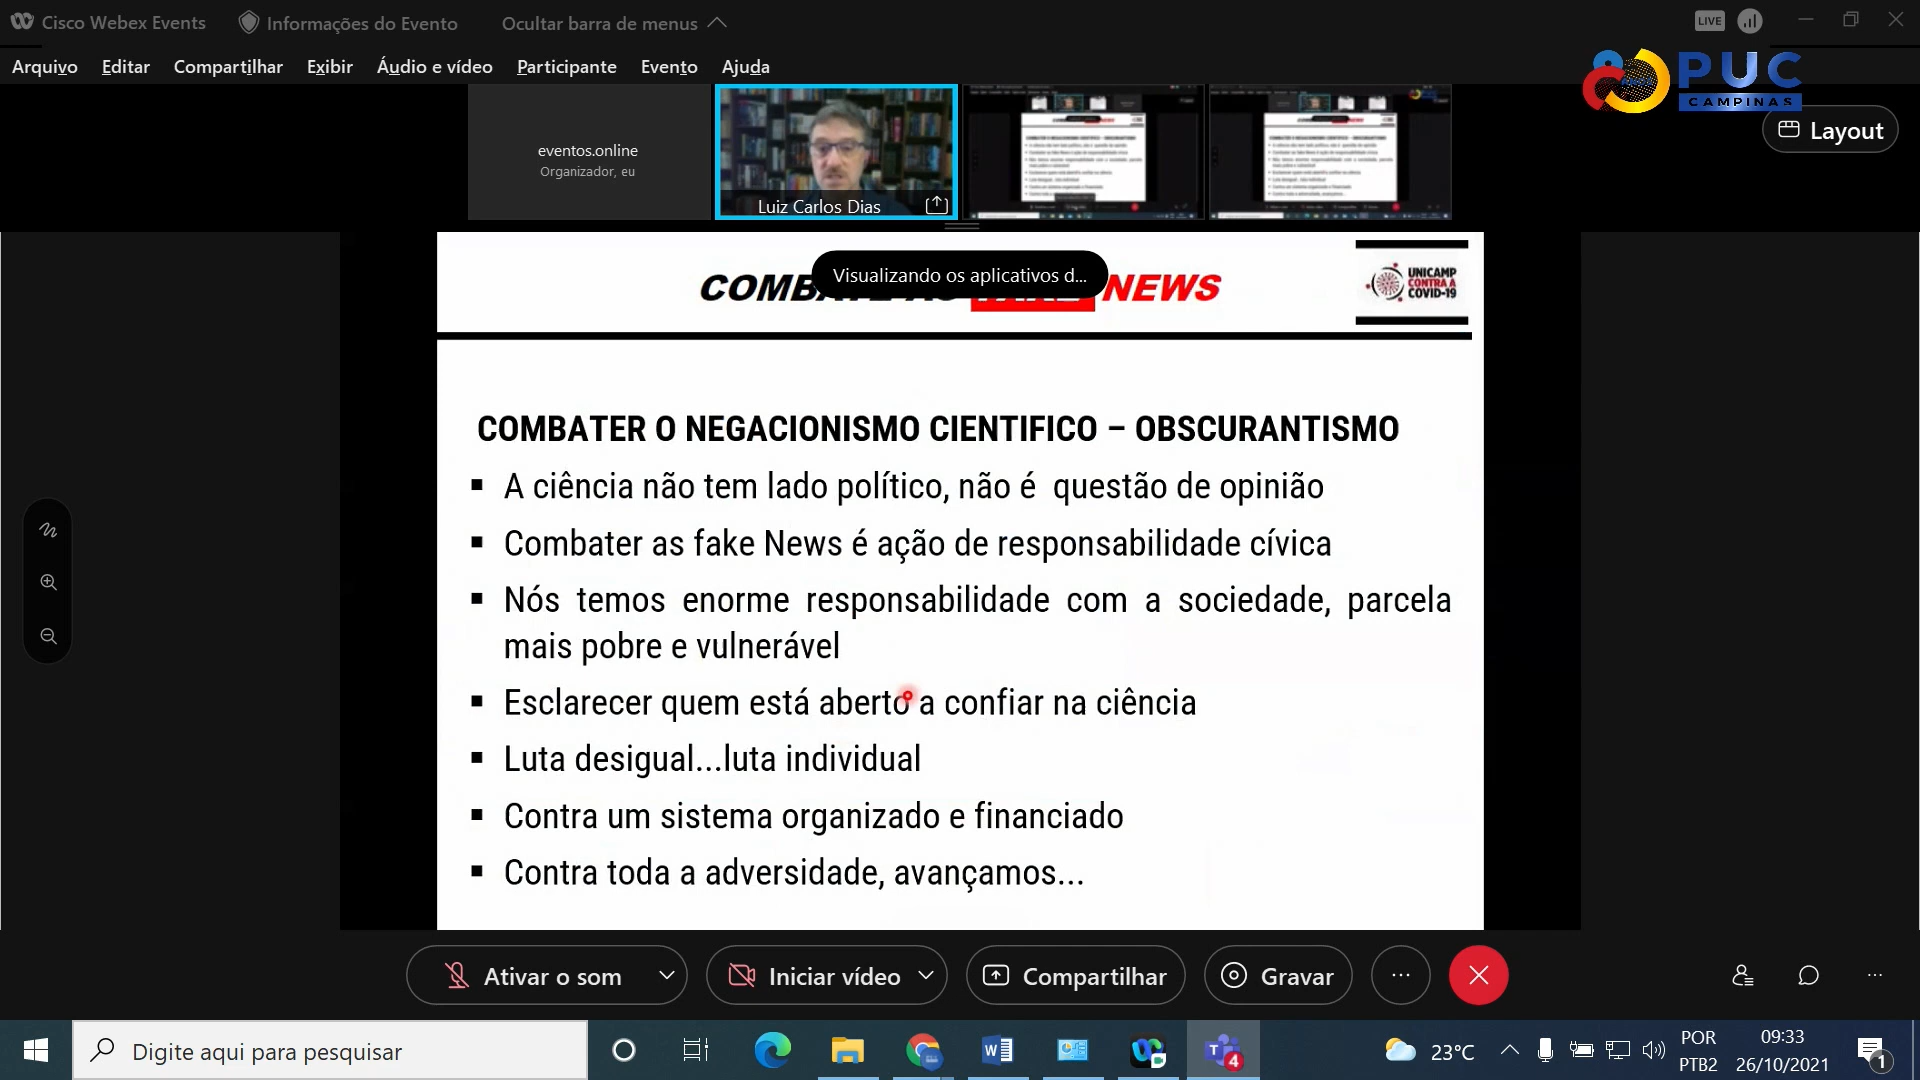 Cisco Webex Events
Informações do Evento
Ocultar barra de menus
LIVE
Arquivo
Editar
Compartilhar
Exibir
Áudio e vídeo
Participante
Evento
Ajuda
PUC
CAMPINAS
Layout
eventos.online
Organizador, eu
Luiz Carlos Dias
Visualizando os aplicativos d...
NEWS
UNICAMP
CONTRA A
COVID-19
COMBATER O NEGACIONISMO CIENTIFICO – OBSCURANTISMO
▪ A ciência não tem lado político, não é questão de opinião
▪ Combater as fake News é ação de responsabilidade cívica
▪ Nós temos enorme responsabilidade com a sociedade, parcela
mais pobre e vulnerável
▪ Esclarecer quem está aberto a confiar na ciência
▪ Luta desigual...luta individual
▪ Contra um sistema organizado e financiado
▪ Contra toda a adversidade, avançamos...
Ativar o som
Iniciar vídeo
Compartilhar
Gravar
Digite aqui para pesquisar
4
23°C
POR
PTB2
09:33
26/10/2021
1